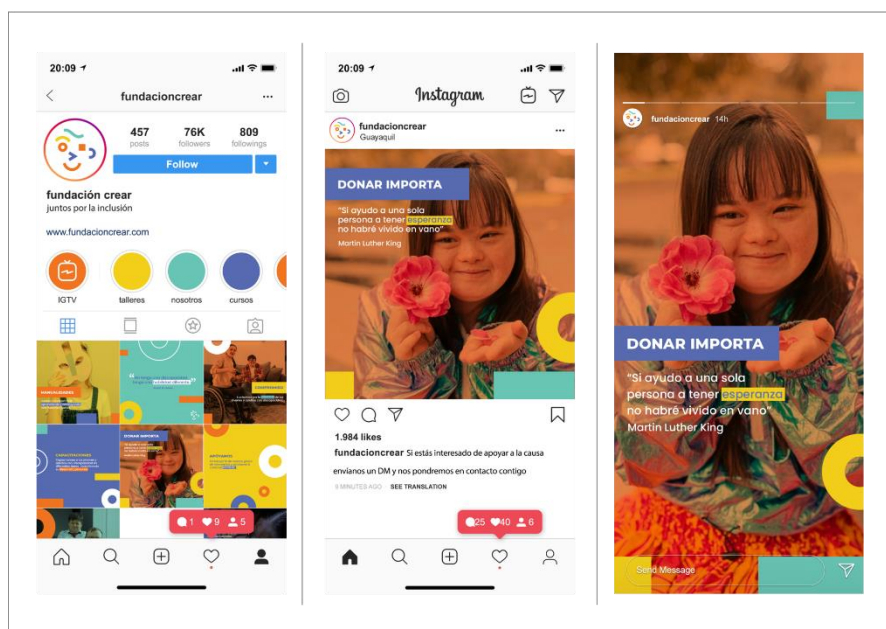 20:09
fundacioncrear
457 76K 809
posts followers followings
Follow
fundación crear
juntos por la inclusión
www.fundacioncrear.com
IGTV talleres nosotros cursos
MANUALIDADES
COMPROMISO
CAPACITACIONES
DONAR IMPORTA
1 9 5
20:09
Instagram
fundacioncrear
Guayaquil
DONAR IMPORTA
“Si ayudo a una sola
persona a tener esperanza
no habré vivido en vano”
Martin Luther King
1.984 likes
fundacioncrear Si estás interesado de apoyar a la causa
envíanos un DM y nos pondremos en contacto contigo
9 MINUTES AGO SEE TRANSLATION
25 40 6
fundacioncrear 14h
DONAR IMPORTA
“Si ayudo a una sola
persona a tener esperanza
no habré vivido en vano”
Martin Luther King
Send Message